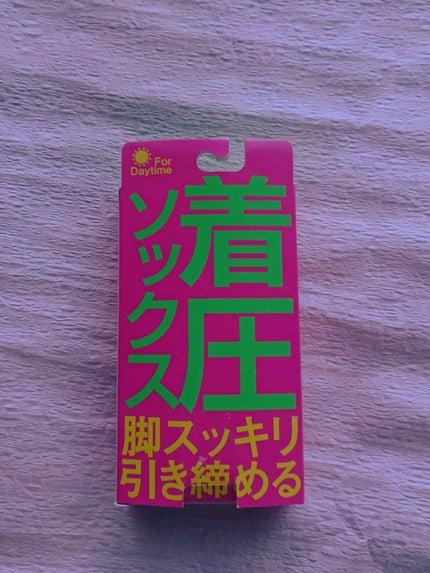 For
Daytime
着圧
ソックス
脚スッキリ
引き締める